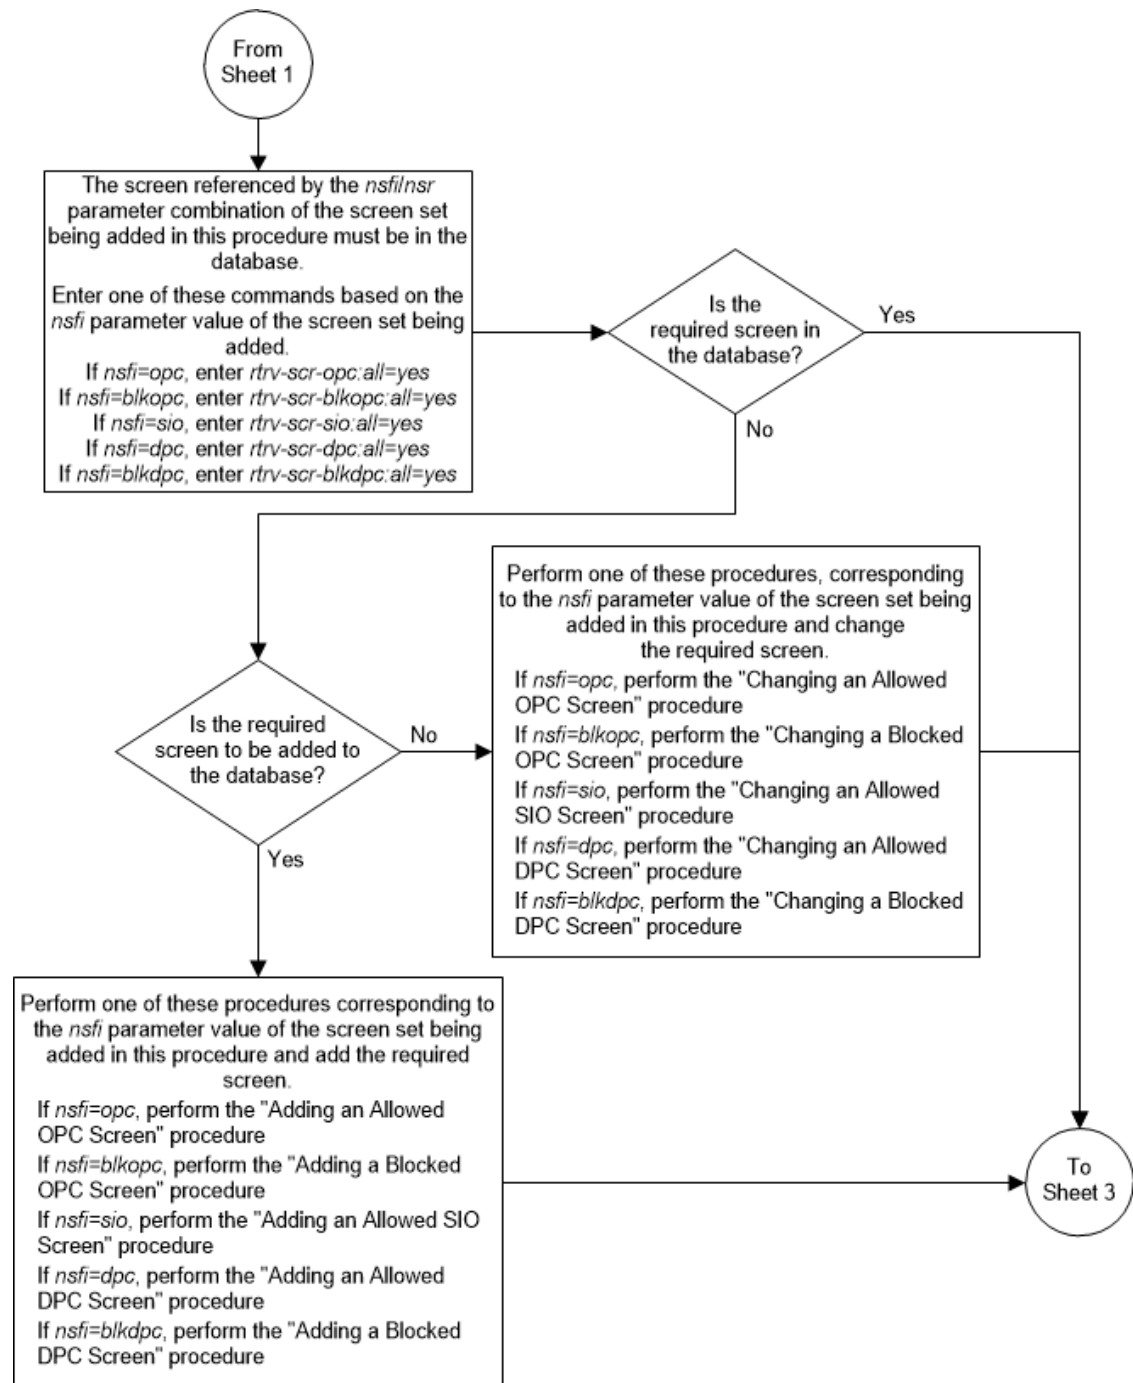 From
Sheet 1
The screen referenced by the nsfi/nsr
parameter combination of the screen set
being added in this procedure must be in the
database.
Enter one of these commands based on the
nsfi parameter value of the screen set being
added.
If nsfi=opc, enter rtrv-scr-opc:all=yes
If nsfi=blkopc, enter rtrv-scr-blkopc:all=yes
If nsfi=sio, enter rtrv-scr-sio:all=yes
If nsfi=dpc, enter rtrv-scr-dpc:all=yes
If nsfi=blkdpc, enter rtrv-scr-blkdpc:all=yes
Is the
required screen in
the database?
Yes
No
Is the required
screen to be added to
the database?
No
Yes
Perform one of these procedures, corresponding
to the nsfi parameter value of the screen set being
added in this procedure and change
the required screen.
If nsfi=opc, perform the "Changing an Allowed
OPC Screen" procedure
If nsfi=blkopc, perform the "Changing a Blocked
OPC Screen" procedure
If nsfi=sio, perform the "Changing an Allowed
SIO Screen" procedure
If nsfi=dpc, perform the "Changing an Allowed
DPC Screen" procedure
If nsfi=blkdpc, perform the "Changing a Blocked
DPC Screen" procedure
Perform one of these procedures corresponding to
the nsfi parameter value of the screen set being
added in this procedure and add the required
screen.
If nsfi=opc, perform the "Adding an Allowed
OPC Screen" procedure
If nsfi=blkopc, perform the "Adding a Blocked
OPC Screen" procedure
If nsfi=sio, perform the "Adding an Allowed SIO
Screen" procedure
If nsfi=dpc, perform the "Adding an Allowed
DPC Screen" procedure
If nsfi=blkdpc, perform the "Adding a Blocked
DPC Screen" procedure
To
Sheet 3